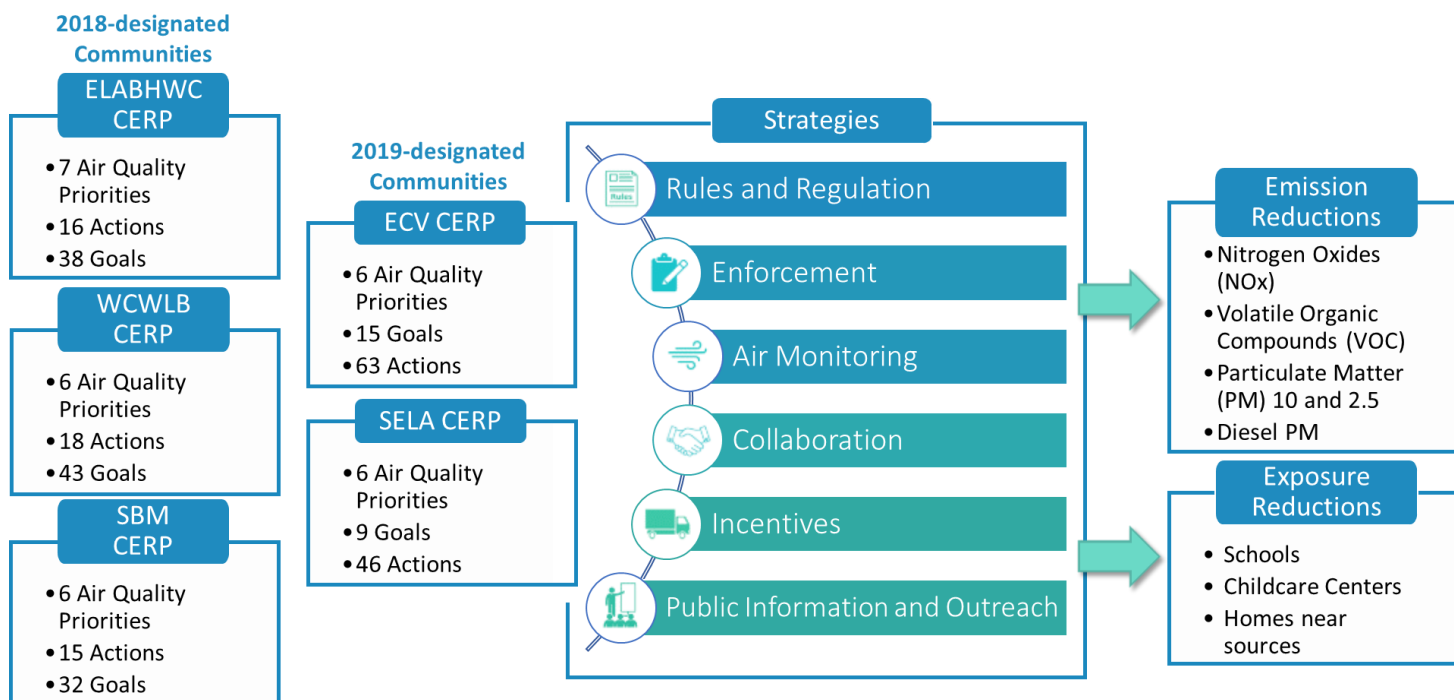 2018-designated
Communities
ELABHWC
CERP
•7 Air Quality
Priorities
•16 Actions
•38 Goals
WCWLB
CERP
•6 Air Quality
Priorities
•18 Actions
•43 Goals
SBM
CERP
•6 Air Quality
Priorities
•15 Actions
•32 Goals
2019-designated
Communities
ECV CERP
•6 Air Quality
Priorities
•15 Goals
•63 Actions
SELA CERP
•6 Air Quality
Priorities
•9 Goals
•46 Actions
Strategies
Rules
Rules and Regulation
Enforcement
Air Monitoring
Collaboration
Incentives
Public Information and Outreach
Emission
Reductions
•Nitrogen Oxides
(NOx)
•Volatile Organic
Compounds (VOC)
•Particulate Matter
(PM) 10 and 2.5
•Diesel PM
Exposure
Reductions
• Schools
• Childcare Centers
• Homes near
sources